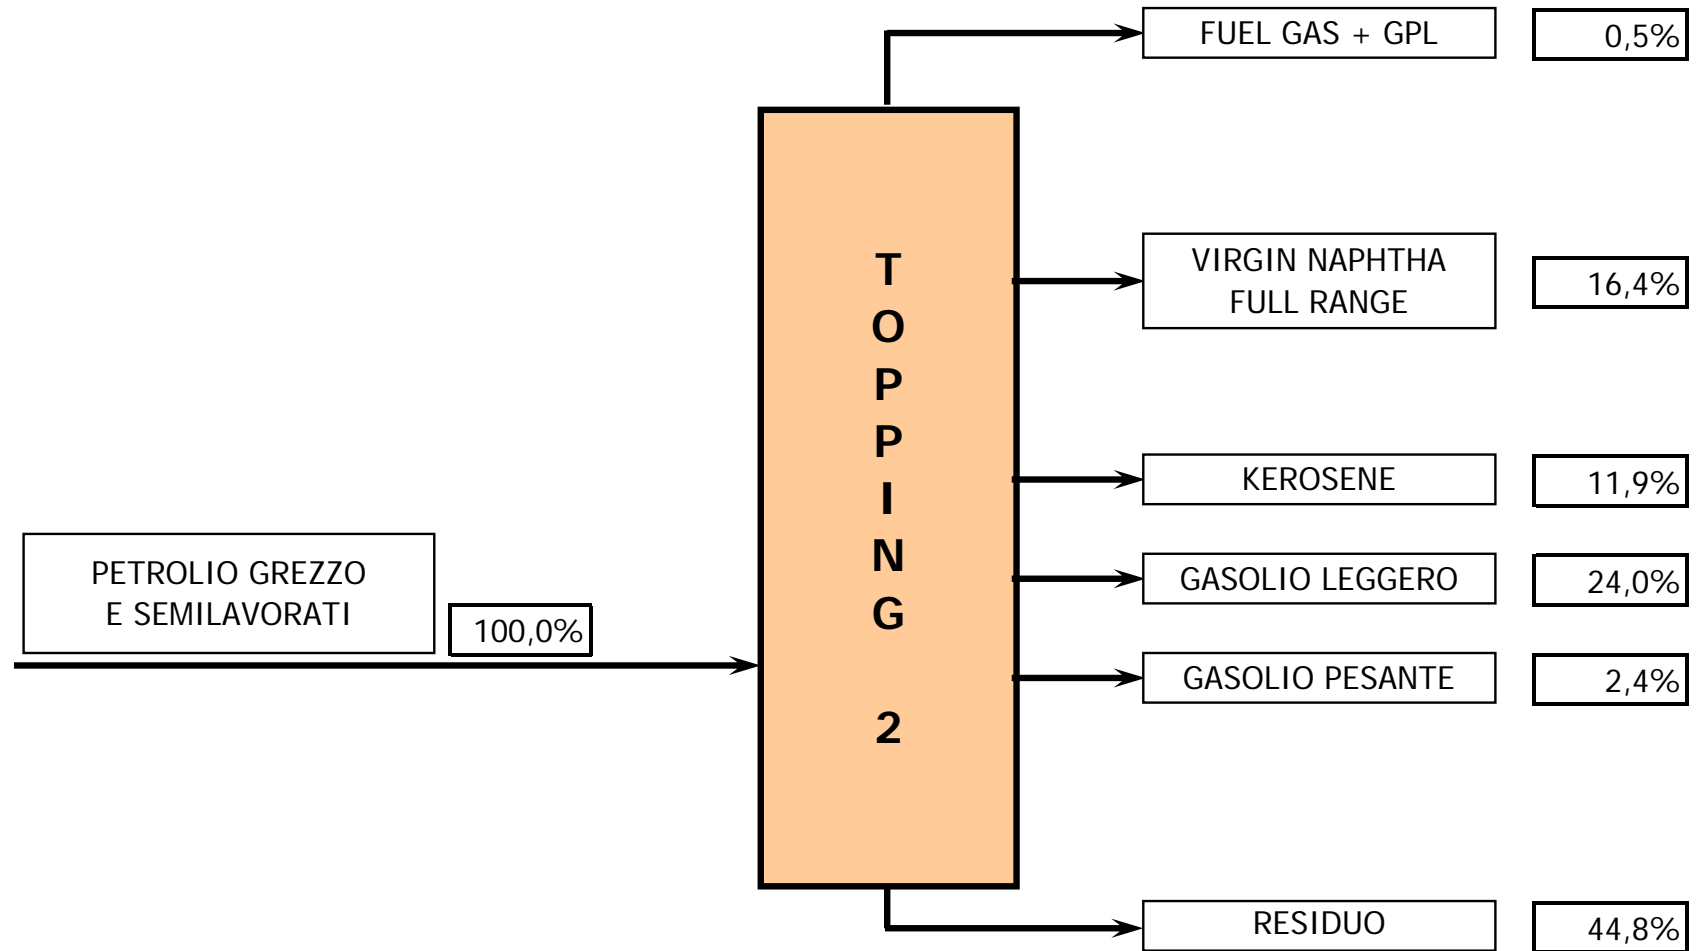 FUEL GAS + GPL
0,5%
VIRGIN NAPHTHA
FULL RANGE
16,4%
KEROSENE
11,9%
GASOLIO LEGGERO
24,0%
GASOLIO PESANTE
2,4%
RESIDUO
44,8%
T
O
P
P
I
N
G
2
PETROLIO GREZZO
E SEMILAVORATI
100,0%